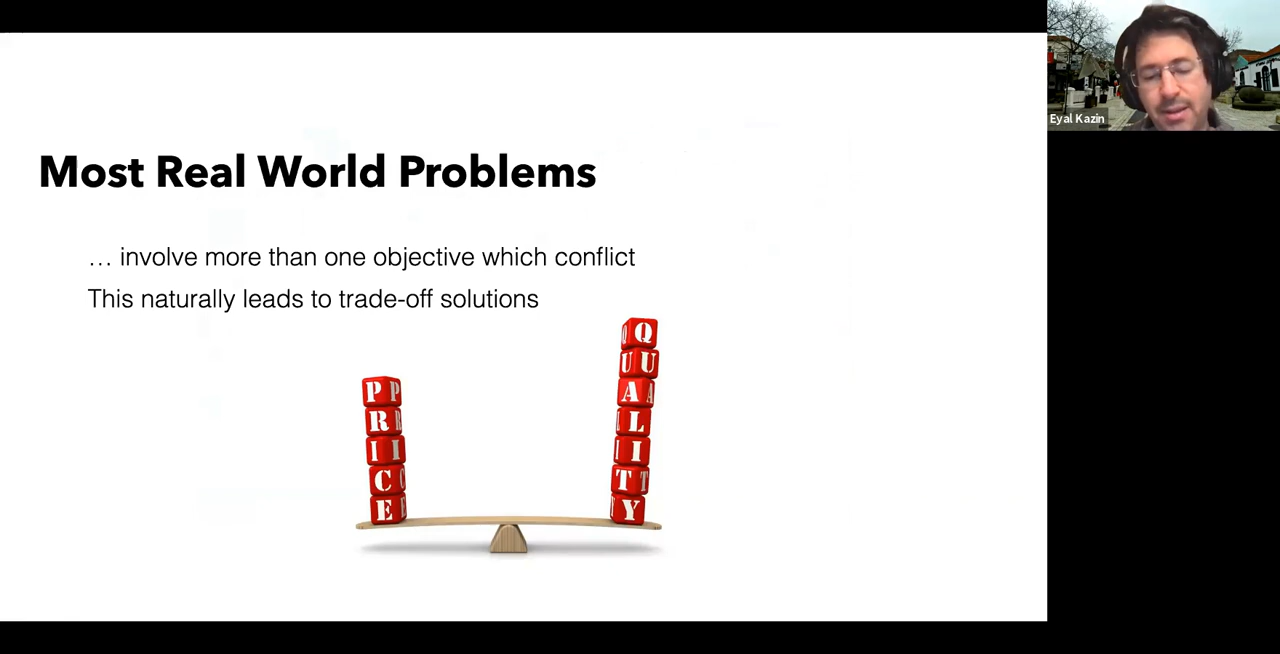 Most Real World Problems
… involve more than one objective which conflict
This naturally leads to trade-off solutions
PRICE
QUALITY
Eyal Kazin